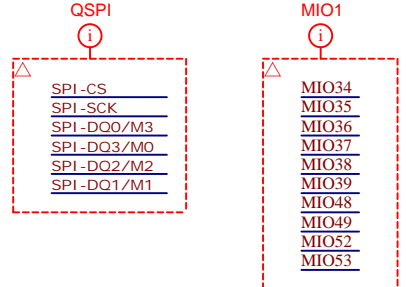 QSPI
i
SPI-CS
SPI-SCK
SPI-DQ0/M3
SPI-DQ3/M0
SPI-DQ2/M2
SPI-DQ1/M1
MIO1
i
MIO34
MIO35
MIO36
MIO37
MIO38
MIO39
MIO48
MIO49
MIO52
MIO53